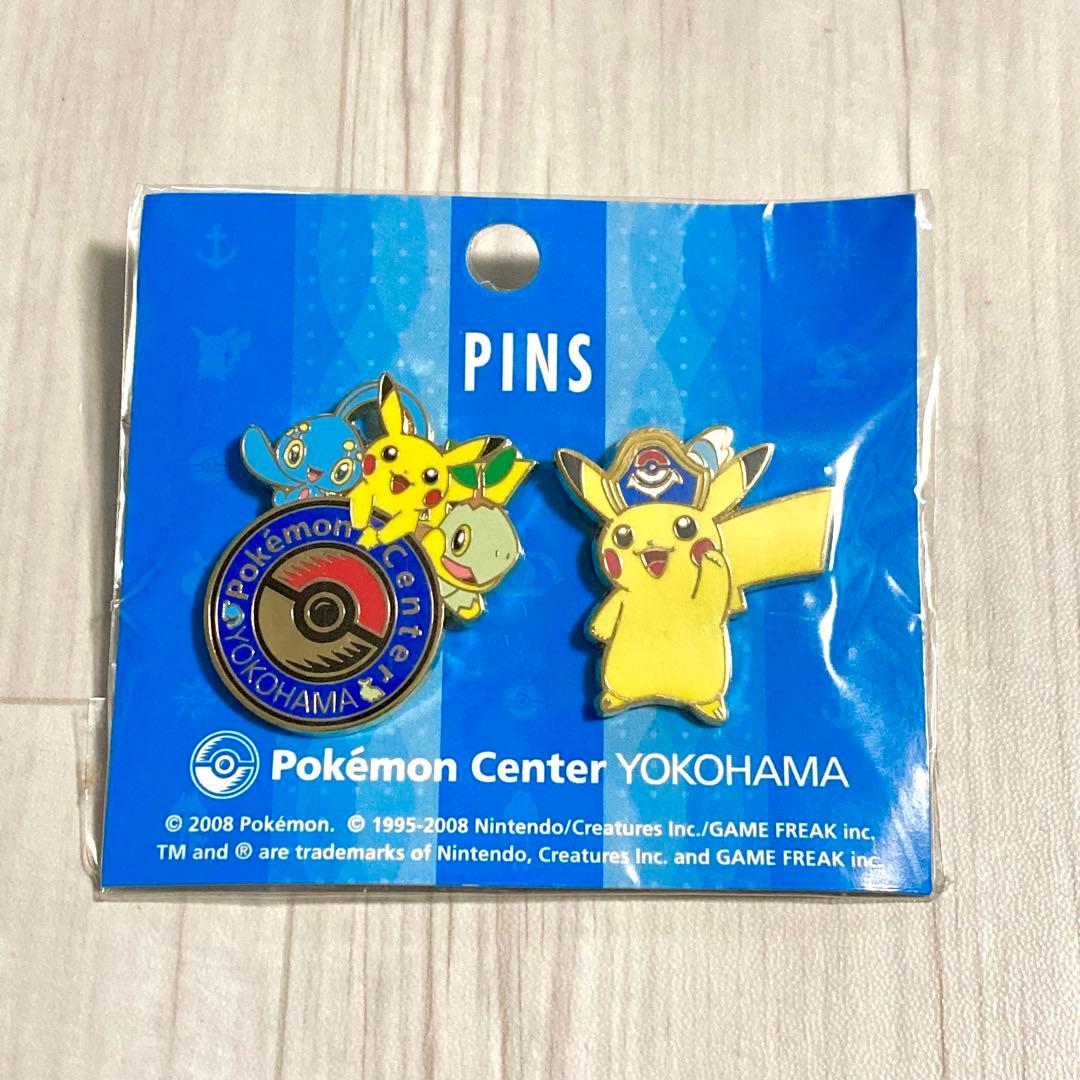 PINS
Pokémon Center
YOKOHAMA
Pokémon Center YOKOHAMA
© 2008 Pokémon. © 1995-2008 Nintendo/Creatures Inc./GAME FREAK inc.
TM and ® are trademarks of Nintendo, Creatures Inc. and GAME FREAK inc.